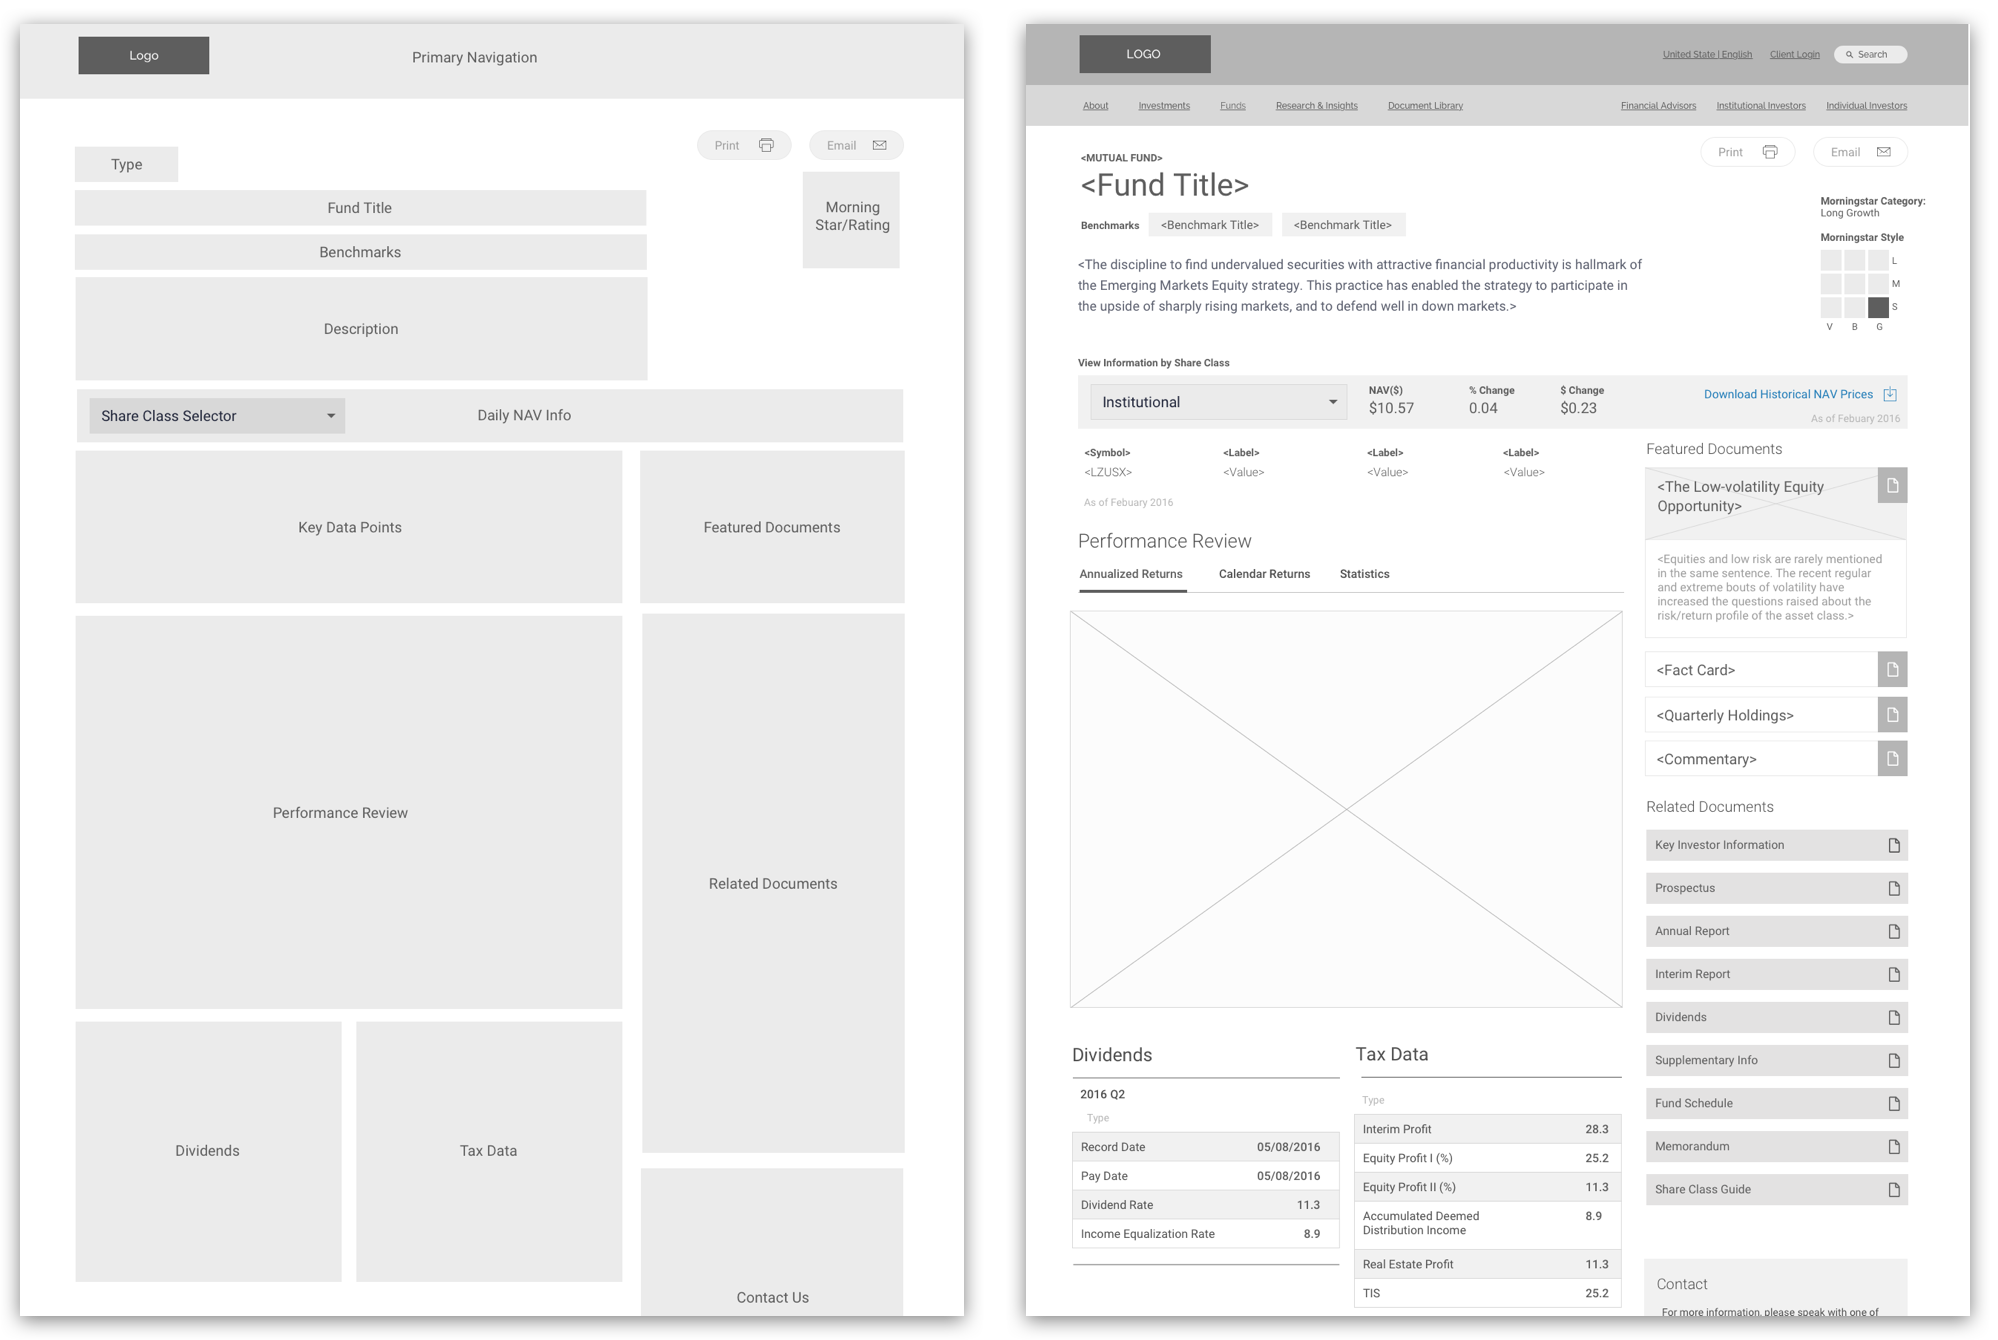 Logo
Primary Navigation
Print
Email
Type
Fund Title
Benchmarks
Description
Morning
Star/Rating
Share Class Selector
Daily NAV Info
Key Data Points
Featured Documents
Performance Review
Related Documents
Dividends
Tax Data
Contact Us
LOGO
United State | English
Client Login
Search
About
Investments
Funds
Research & Insights
Document Library
Financial Advisors
Institutional Investors
Individual Investors
Print
Email
<MUTUAL FUND>
<Fund Title>
Benchmarks
<Benchmark Title>
<Benchmark Title>
<The discipline to find undervalued securities with attractive financial productivity is hallmark of
the Emerging Markets Equity strategy. This practice has enabled the strategy to participate in
the upside of sharply rising markets, and to defend well in down markets.>
Morningstar Category:
Long Growth
Morningstar Style
L
M
S
V B G
View Information by Share Class
Institutional
NAV($)
$10.57
% Change
0.04
$ Change
$0.23
Download Historical NAV Prices
As of Febuary 2016
<Symbol>
<LZUSX>
<Label>
<Value>
<Label>
<Value>
<Label>
<Value>
As of Febuary 2016
Performance Review
Annualized Returns
Calendar Returns
Statistics
Dividends
2016 Q2
Type
Record Date 05/08/2016
Pay Date 05/08/2016
Dividend Rate 11.3
Income Equalization Rate 8.9
Tax Data
Type
Interim Profit 28.3
Equity Profit I (%) 25.2
Equity Profit II (%) 11.3
Accumulated Deemed 8.9
Distribution Income
Real Estate Profit 11.3
TIS 25.2
Featured Documents
<The Low-volatility Equity
Opportunity>
<Equities and low risk are rarely mentioned
in the same sentence. The recent regular
and extreme bouts of volatility have
increased the questions raised about the
risk/return profile of the asset class.>
<Fact Card>
<Quarterly Holdings>
<Commentary>
Related Documents
Key Investor Information
Prospectus
Annual Report
Interim Report
Dividends
Supplementary Info
Fund Schedule
Memorandum
Share Class Guide
Contact
For more information, please speak with one of